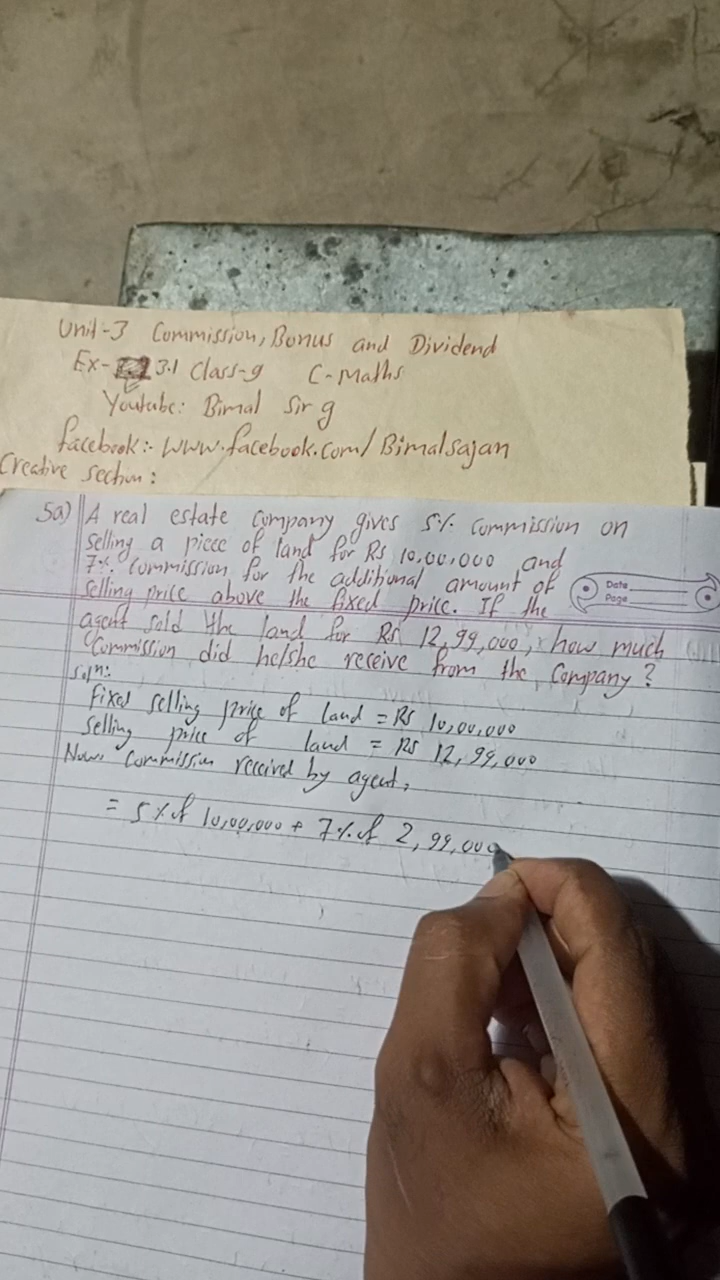 Unit-3 Commission, Bonus and Dividend
Ex- 3.1 Class-9 C-Maths
Youtube: Bimal Sir g
facebook:- www.facebook.com/Bimalsajan
Creative section:
5a) A real estate company gives 5% commission on
selling a piece of land for Rs 10,00,000 and
7% commission for the additional amount of
selling price above the fixed price. If the
Date
Page
agent sold the land for Rs 12,99,000, how much
commission did he/she receive from the company?
Soln:
Fixed selling price of land = Rs 10,00,000
Selling price of land = Rs 12,99,000
Now, commission received by agent,
= 5% of 10,00,000 + 7% of 2,99,000